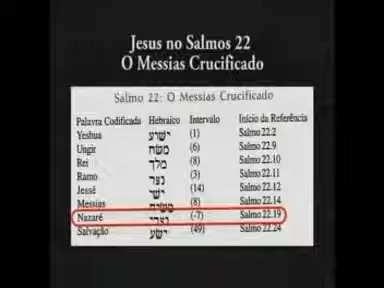 Jesus no Salmos 22
O Messias Crucificado
Salmo 22: O Messias Crucificado
Palavra Codificada Hebraico Intervalo Início da Referência
Yeshua ישוע (1) Salmo 22.2
Ungir משח (6) Salmo 22.9
Rei מלך (8) Salmo 22.10
Ramo נצר (3) Salmo 22.11
Jessé ישי (14) Salmo 22.12
Messias משיח (8) Salmo 22.14
Nazaré נצרי (-7) Salmo 22.19
Salvação ישע (49) Salmo 22.24